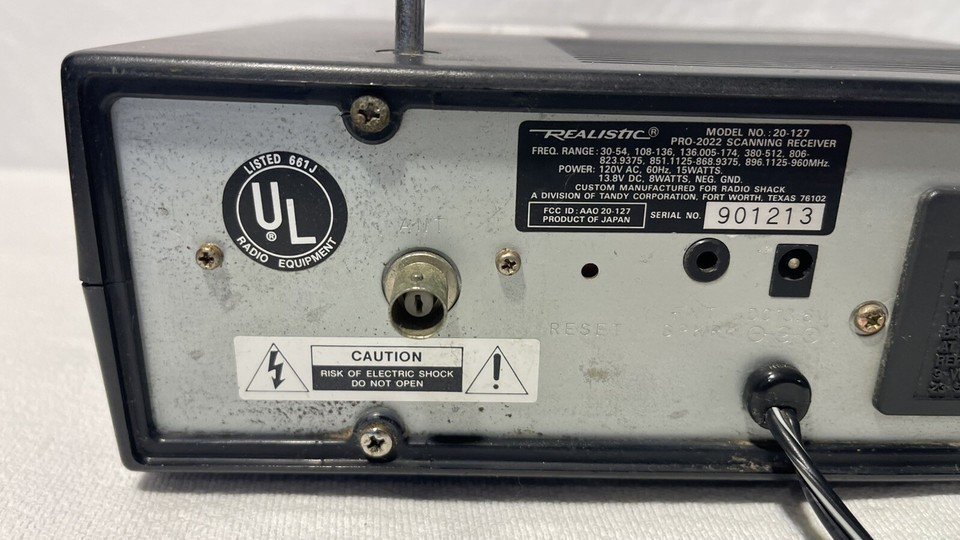 LISTED 661J
UL®
RADIO EQUIPMENT
ANT
REALISTIC®
MODEL NO.: 20-127
PRO-2022 SCANNING RECEIVER
FREQ. RANGE: 30-54, 108-136, 136.005-174, 380-512, 806-
823.9375, 851.1125-868.9375, 896.1125-960MHz.
POWER: 120V AC, 60Hz, 15WATTS.
13.8V DC, 8WATTS, NEG. GND.
CUSTOM MANUFACTURED FOR RADIO SHACK
A DIVISION OF TANDY CORPORATION, FORT WORTH, TEXAS 76102
FCC ID: AAO 20-127
PRODUCT OF JAPAN
SERIAL NO. 901213
RESET
CAUTION
RISK OF ELECTRIC SHOCK
DO NOT OPEN